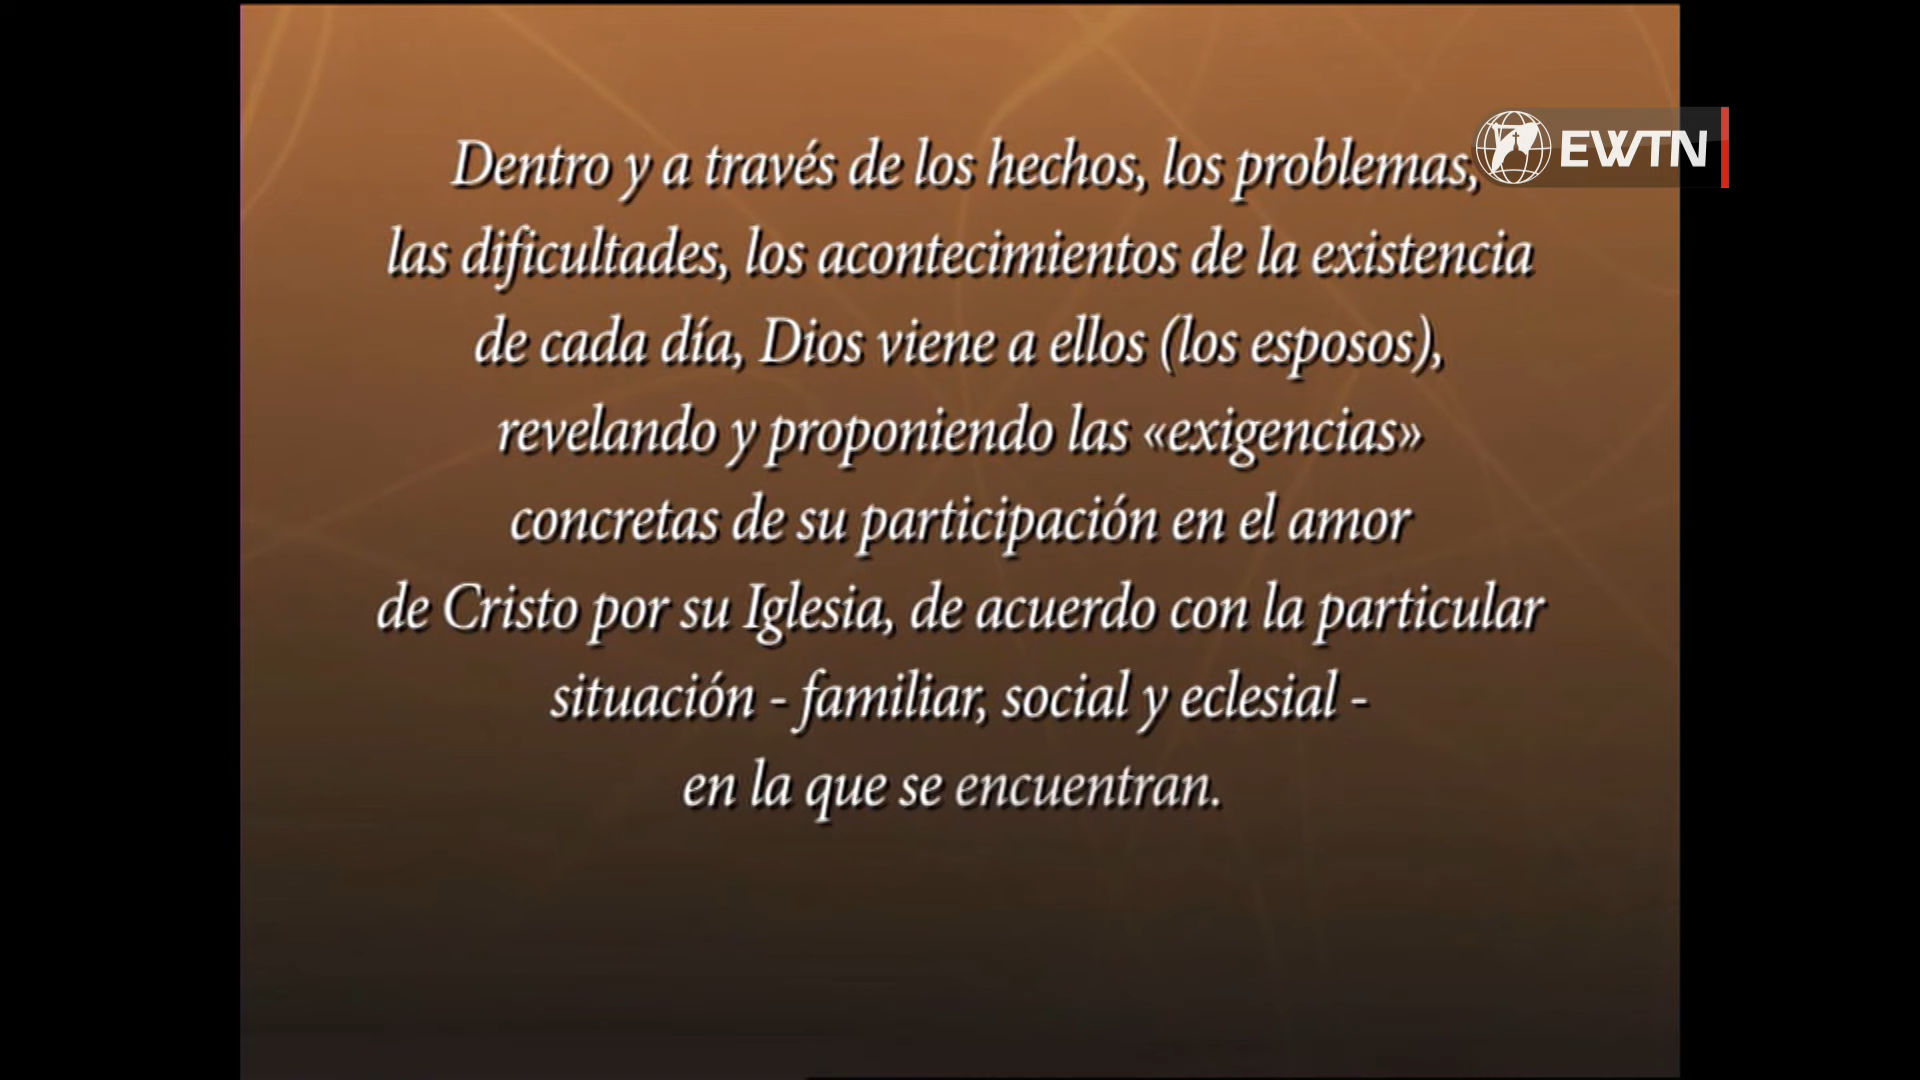 Dentro y a través de los hechos, los problemas,
las dificultades, los acontecimientos de la existencia
de cada día, Dios viene a ellos (los esposos),
revelando y proponiendo las «exigencias»
concretas de su participación en el amor
de Cristo por su Iglesia, de acuerdo con la particular
situación - familiar, social y eclesial -
en la que se encuentran.
EWTN